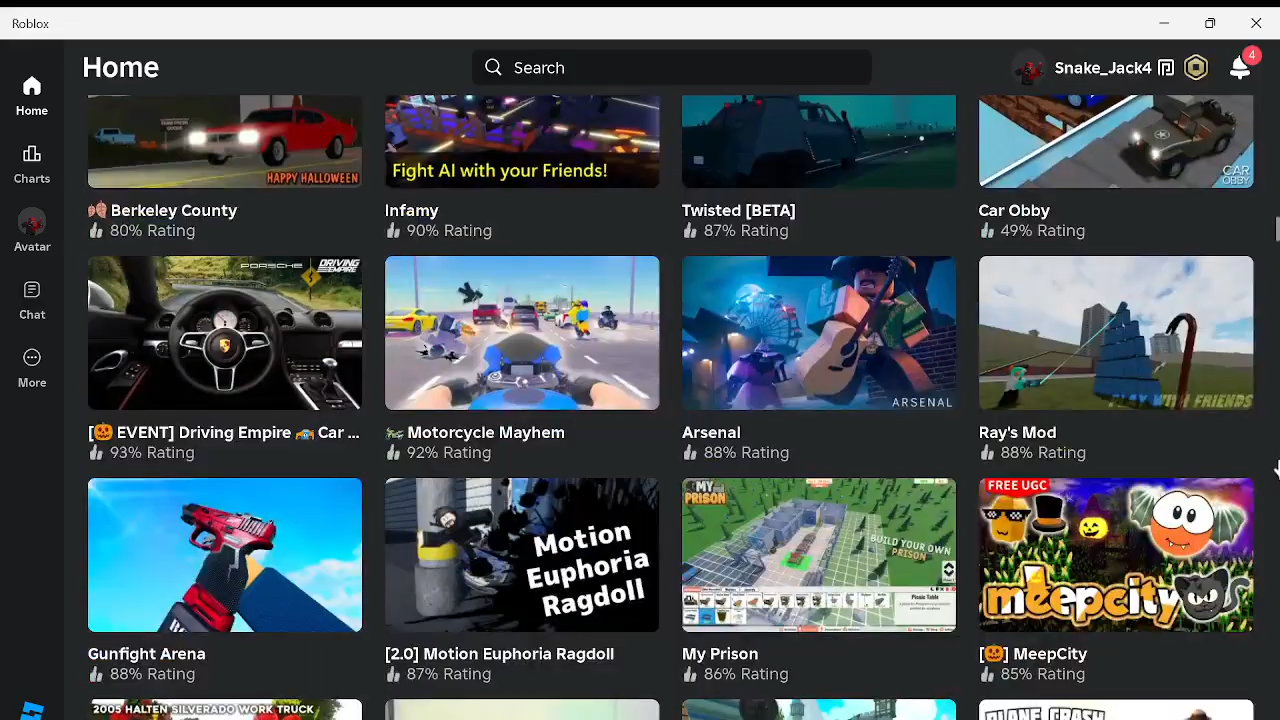 Roblox
Home
Search
Snake_Jack4
4
Home
Charts
Avatar
Chat
More
HAPPY HALLOWEEN
Fight AI with your Friends!
CAR
OBBY
Berkeley County
80% Rating
Infamy
90% Rating
Twisted [BETA]
87% Rating
Car Obby
49% Rating
PORSCHE
DRIVING
EMPIRE
ARSENAL
PLAY WITH FRIENDS
[🎃 EVENT] Driving Empire 🚗 Car ...
93% Rating
Motorcycle Mayhem
92% Rating
Arsenal
88% Rating
Ray's Mod
88% Rating
Motion
Euphoria
Ragdoll
MY
PRISON
BUILD YOUR OWN
PRISON
Picnic Table
FREE UGC
meepcity
Gunfight Arena
88% Rating
[2.0] Motion Euphoria Ragdoll
87% Rating
My Prison
86% Rating
[🎃] MeepCity
85% Rating
2005 HALTEN SILVERADO WORK TRUCK
PLANE CRASH